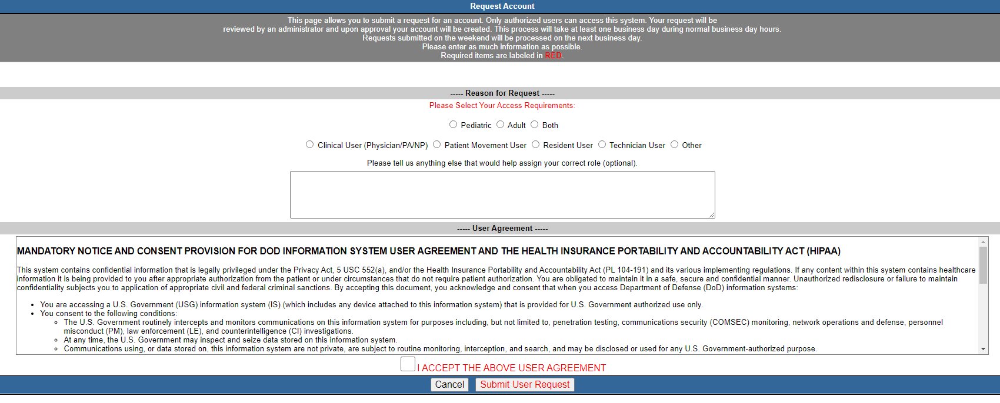 Request Account
This page allows you to submit a request for an account. Only authorized users can access this system. Your request will be
reviewed by an administrator and upon approval your account will be created. This process will take at least one business day during normal business day hours.
Requests submitted on the weekend will be processed on the next business day.
Please enter as much information as possible.
Required items are labeled in RED.
----- Reason for Request -----
Please Select Your Access Requirements:
Pediatric Adult Both
Clinical User (Physician/PA/NP) Patient Movement User Resident User Technician User Other
Please tell us anything else that would help assign your correct role (optional).
----- User Agreement -----
MANDATORY NOTICE AND CONSENT PROVISION FOR DOD INFORMATION SYSTEM USER AGREEMENT AND THE HEALTH INSURANCE PORTABILITY AND ACCOUNTABILITY ACT (HIPAA)
This system contains confidential information that is legally privileged under the Privacy Act, 5 USC 552(a), and/or the Health Insurance Portability and Accountability Act (PL 104-191) and its various implementing regulations. If any content within this system contains healthcare
information it is being provided to you after appropriate authorization from the patient or under circumstances that do not require patient authorization. You are obligated to maintain it in a safe, secure and confidential manner. Unauthorized redisclosure or failure to maintain
confidentiality subjects you to application of appropriate civil and federal criminal sanctions. By accepting this document, you acknowledge and consent that when you access Department of Defense (DoD) information systems:
• You are accessing a U.S. Government (USG) information system (IS) (which includes any device attached to this information system) that is provided for U.S. Government authorized use only.
• You consent to the following conditions:
◦ The U.S. Government routinely intercepts and monitors communications on this information system for purposes including, but not limited to, penetration testing, communications security (COMSEC) monitoring, network operations and defense, personnel
misconduct (PM), law enforcement (LE), and counterintelligence (CI) investigations.
◦ At any time, the U.S. Government may inspect and seize data stored on this information system.
◦ Communications using, or data stored on, this information system are not private, are subject to routine monitoring, interception, and search, and may be disclosed or used for any U.S. Government-authorized purpose.
I ACCEPT THE ABOVE USER AGREEMENT
Cancel Submit User Request